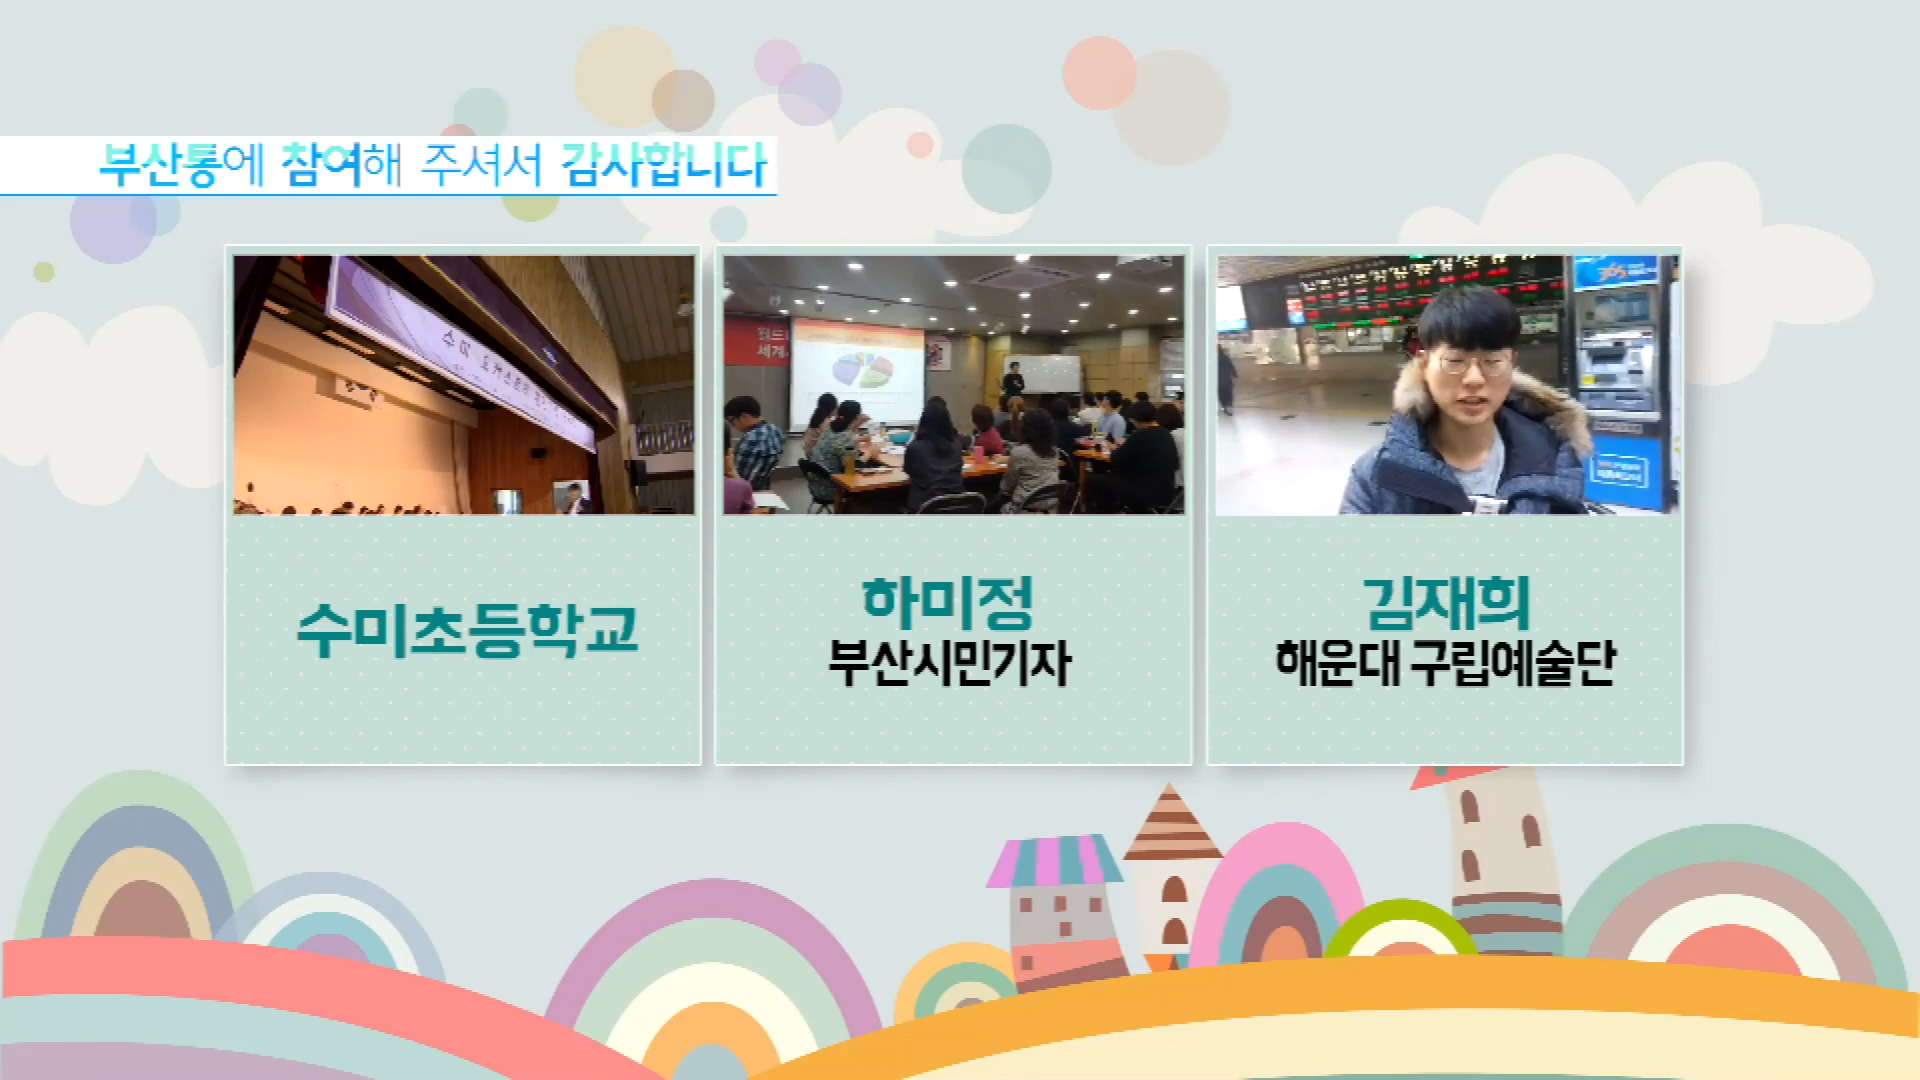 부산통에 참여해 주셔서 감사합니다
365
수미초등학교
하미정
부산시민기자
김재희
해운대 구립예술단